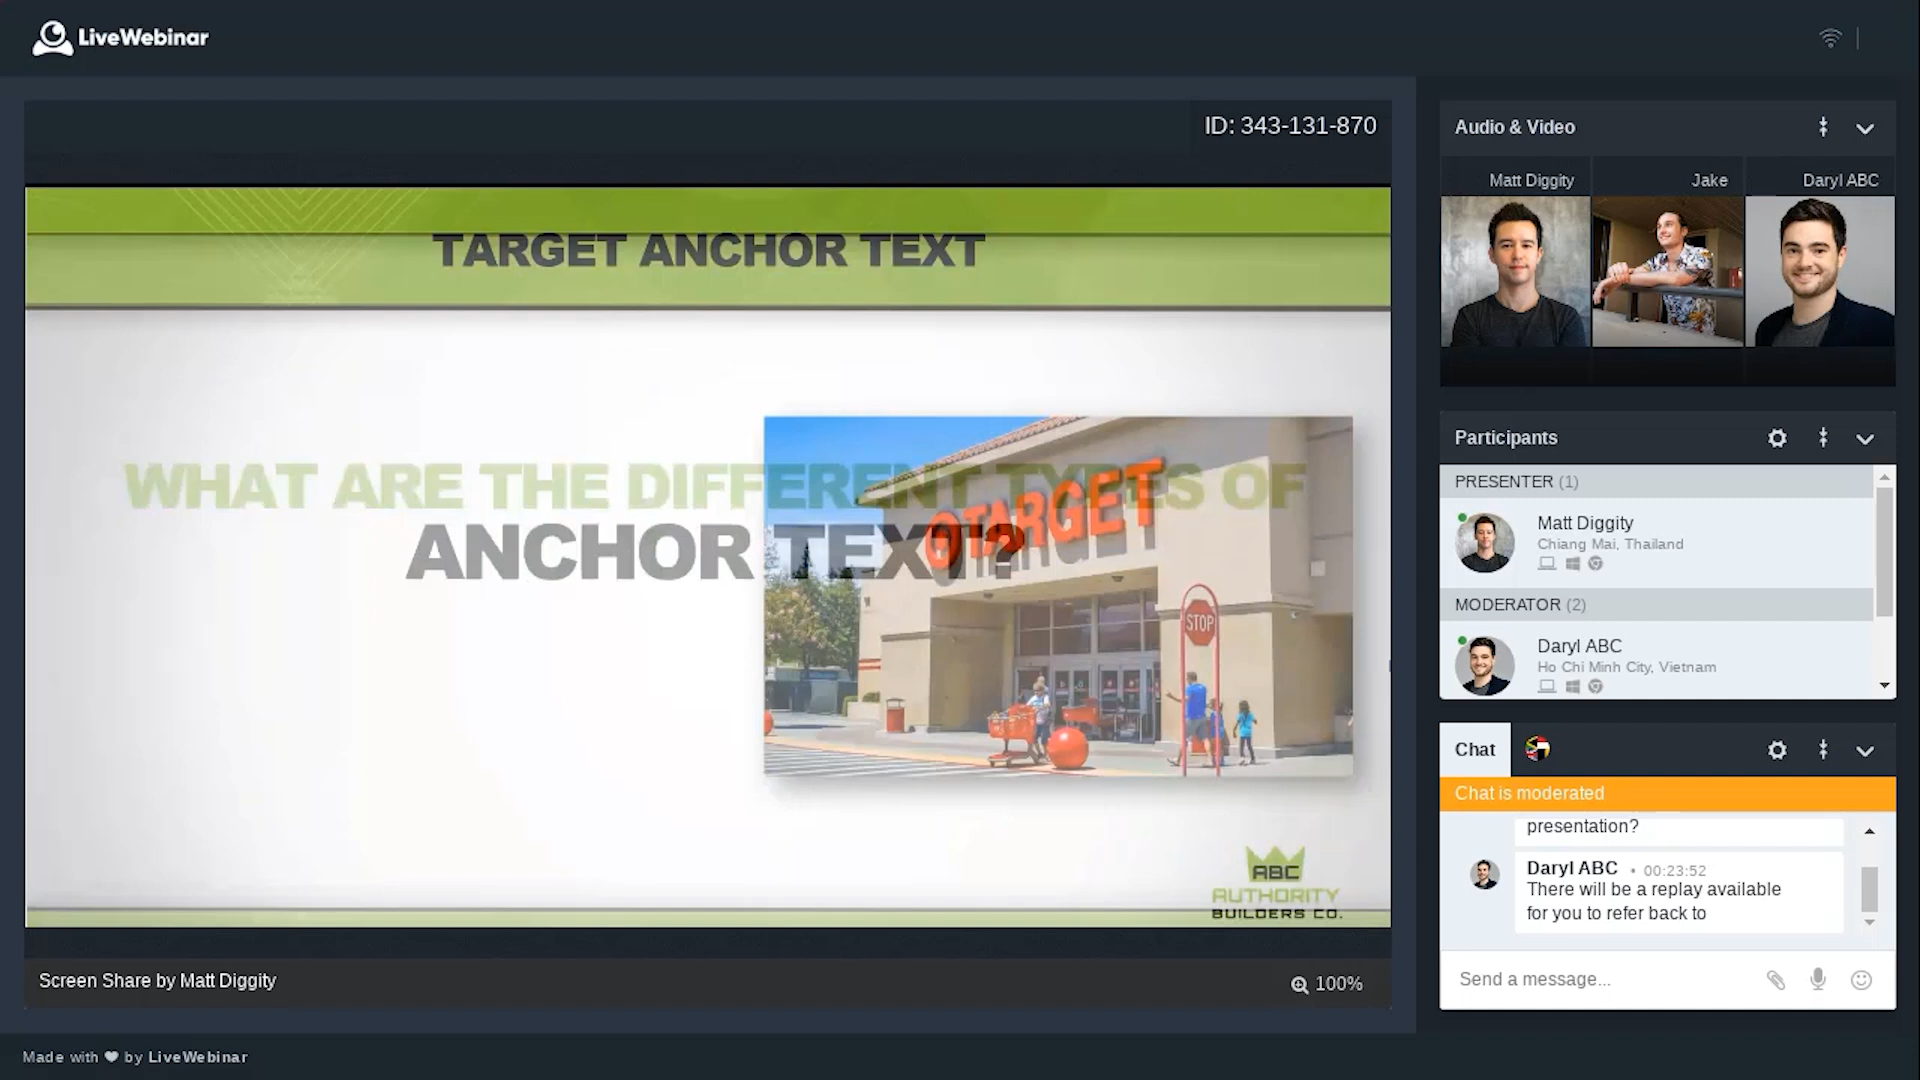 LiveWebinar
ID: 343-131-870
TARGET ANCHOR TEXT
WHAT ARE THE DIFFERENT TYPES OF
ANCHOR TEXT?
TARGET
STOP
ABC
AUTHORITY
BUILDERS CO.
Screen Share by Matt Diggity
100%
Audio & Video
Matt Diggity
Jake
Daryl ABC
Participants
PRESENTER (1)
Matt Diggity
Chiang Mai, Thailand
MODERATOR (2)
Daryl ABC
Ho Chi Minh City, Vietnam
Chat
Chat is moderated
presentation?
Daryl ABC • 00:23:52
There will be a replay available
for you to refer back to
Send a message...
Made with ❤ by LiveWebinar